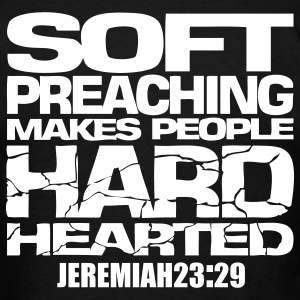 SOFT
PREACHING
MAKES PEOPLE
HARD
HEARTED
JEREMIAH23:29